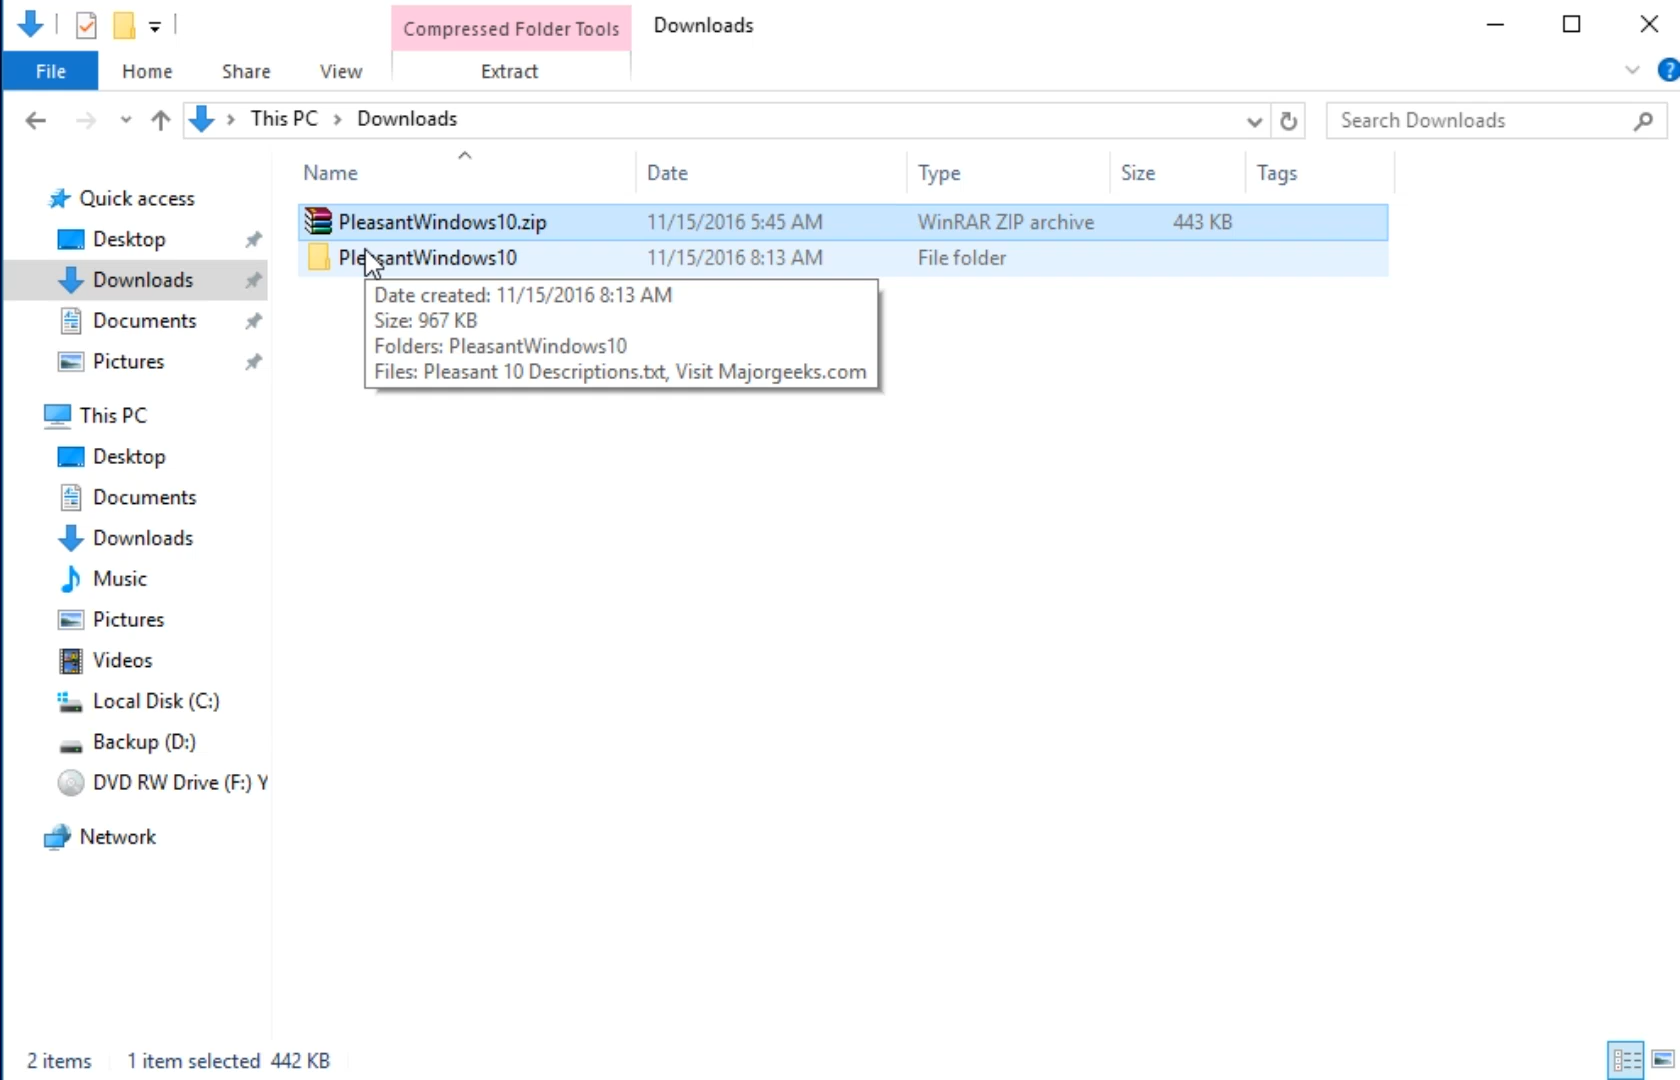 Compressed Folder Tools
Downloads
File Home Share View Extract
?
This PC Downloads
Search Downloads
Name Date Type Size Tags
PleasantWindows10.zip 11/15/2016 5:45 AM WinRAR ZIP archive 443 KB
PleasantWindows10 11/15/2016 8:13 AM File folder
Date created: 11/15/2016 8:13 AM
Size: 967 KB
Folders: PleasantWindows10
Files: Pleasant 10 Descriptions.txt, Visit Majorgeeks.com
Quick access
Desktop
Downloads
Documents
Pictures
This PC
Desktop
Documents
Downloads
Music
Pictures
Videos
Local Disk (C:)
Backup (D:)
DVD RW Drive (F:) Y
Network
2 items 1 item selected 442 KB